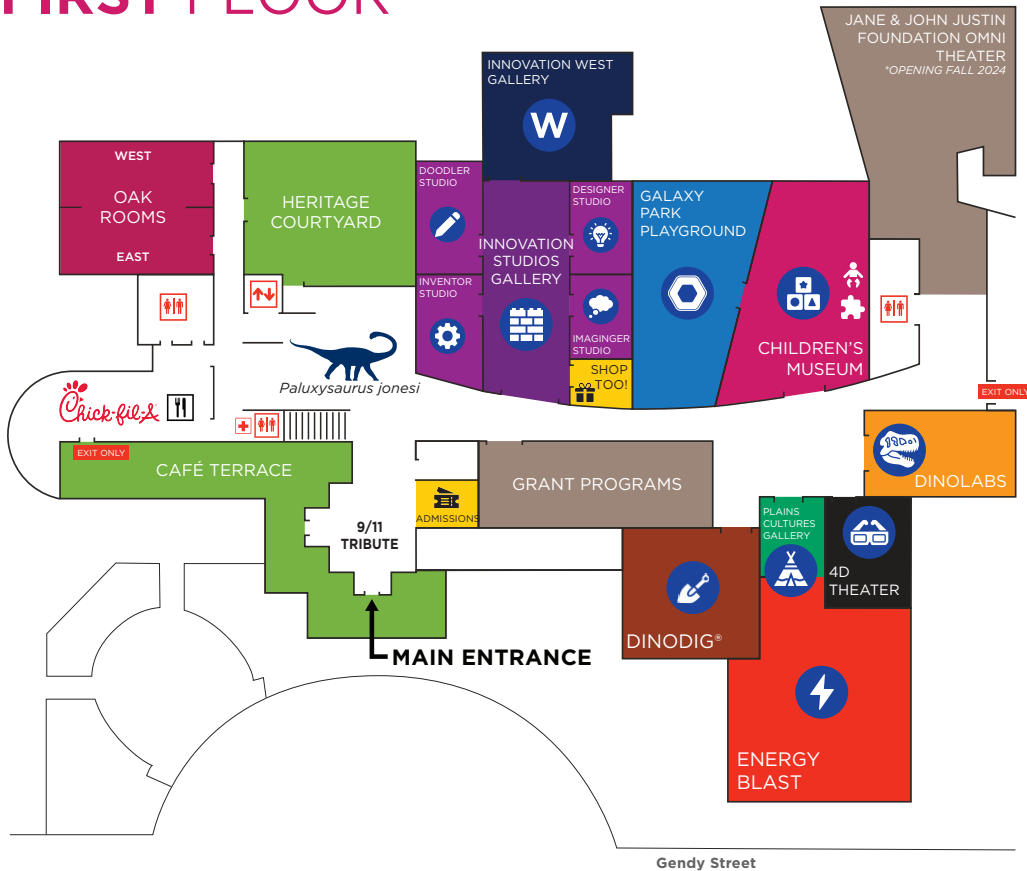 FIRST FLOOR
JANE & JOHN JUSTIN
FOUNDATION OMNI
THEATER
*OPENING FALL 2024
INNOVATION WEST
GALLERY
W
WEST
OAK
ROOMS
EAST
HERITAGE
COURTYARD
DOODLER
STUDIO
INVENTOR
STUDIO
INNOVATION
STUDIOS
GALLERY
DESIGNER
STUDIO
IMAGINGER
STUDIO
SHOP
TOO!
GALAXY
PARK
PLAYGROUND
CHILDREN'S
MUSEUM
Paluxysaurus jonesi
Chick-fil-A
EXIT ONLY
EXIT ONLY
CAFÉ TERRACE
ADMISSIONS
GRANT PROGRAMS
DINOLABS
9/11
TRIBUTE
PLAINS
CULTURES
GALLERY
4D
THEATER
DINODIG®
MAIN ENTRANCE
ENERGY
BLAST
Gendy Street